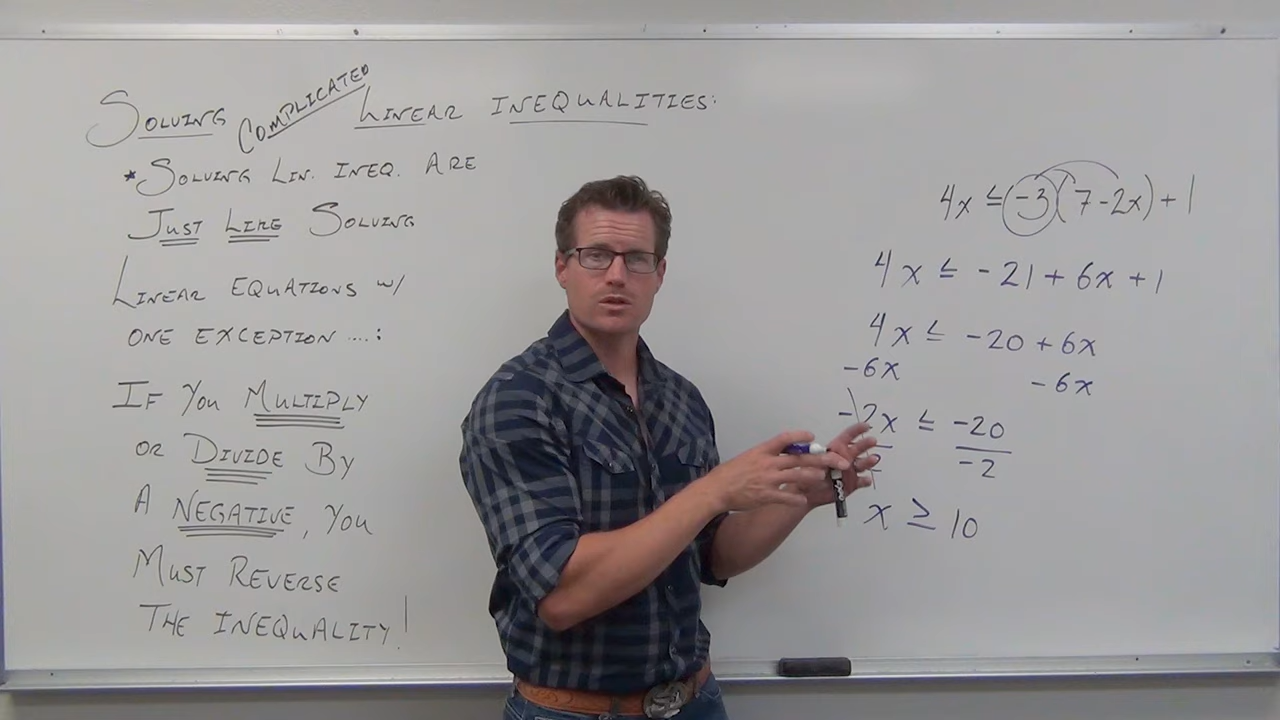 SOLVING COMPLICATED LINEAR INEQUALITIES:
*SOLVING LIN. INEQ. ARE
JUST LIKE SOLVING
LINEAR EQUATIONS W/
ONE EXCEPTION ....:
IF YOU MULTIPLY
OR DIVIDE BY
A NEGATIVE, YOU
MUST REVERSE
THE INEQUALITY!
4x ≤ -3(7-2x)+1
4x ≤ -21 + 6x + 1
4x ≤ -20 + 6x
-6x -6x
-2x ≤ -20
-2
x ≥ 10